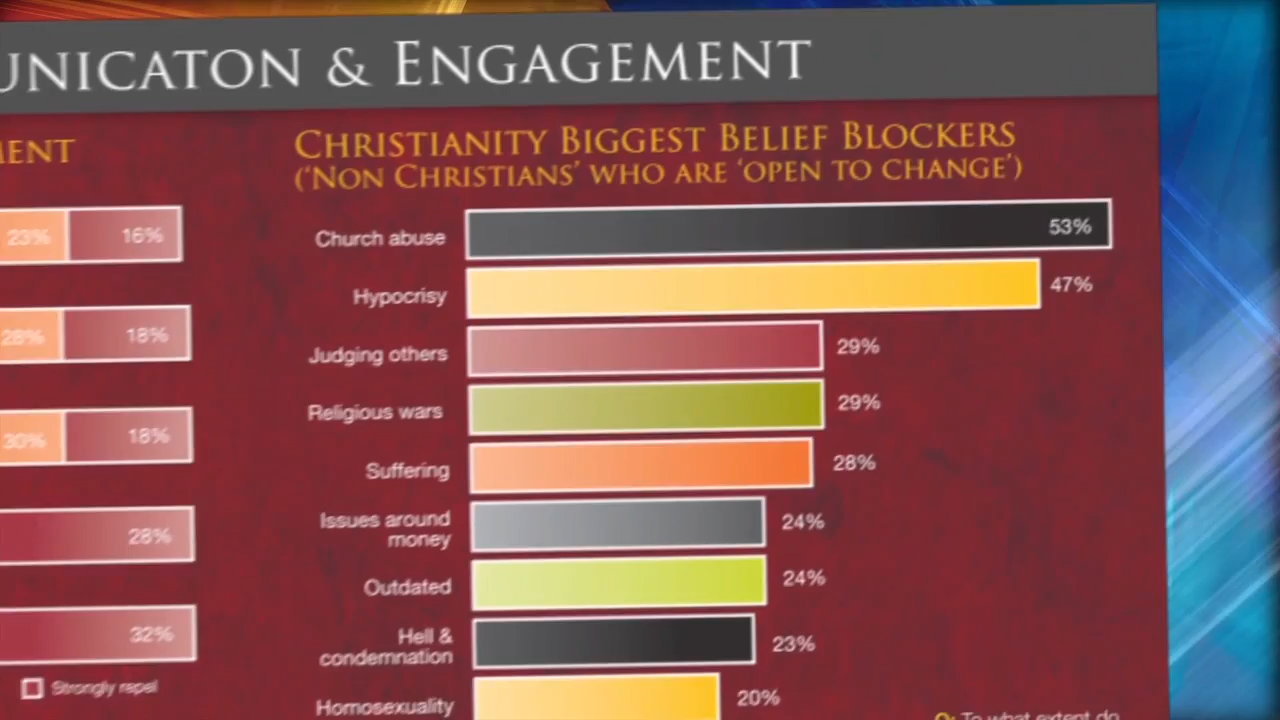 UNICATON & ENGAGEMENT
MENT
23% 16%
28% 18%
30% 18%
28%
32%
Strongly repel
CHRISTIANITY BIGGEST BELIEF BLOCKERS
('NON CHRISTIANS' WHO ARE 'OPEN TO CHANGE')
Church abuse 53%
Hypocrisy 47%
Judging others 29%
Religious wars 29%
Suffering 28%
Issues around
money 24%
Outdated 24%
Hell &
condemnation 23%
Homosexuality 20%
Q: To what extent do